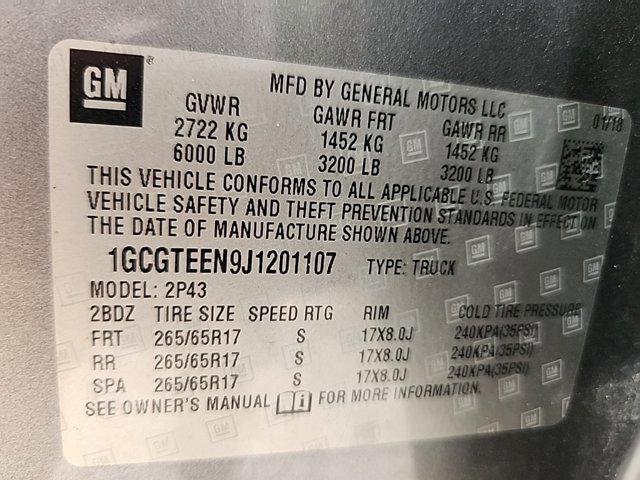 GM
MFD BY GENERAL MOTORS LLC
GVWR GAWR FRT GAWR RR 01/18
2722 KG 1452 KG 1452 KG
6000 LB 3200 LB 3200 LB
THIS VEHICLE CONFORMS TO ALL APPLICABLE U.S. FEDERAL MOTOR
VEHICLE SAFETY AND THEFT PREVENTION STANDARDS IN EFFECT ON
THE DATE OF MANUFACTURE SHOWN ABOVE.
1GCGTEEN9J1201107 TYPE: TRUCK
MODEL: 2P43
2BDZ TIRE SIZE SPEED RTG RIM COLD TIRE PRESSURE
FRT 265/65R17 S 17X8.0J 240KPA(35PSI)
RR 265/65R17 S 17X8.0J 240KPA(35PSI)
SPA 265/65R17 S 17X8.0J 240KPA(35PSI)
SEE OWNER'S MANUAL i FOR MORE INFORMATION.